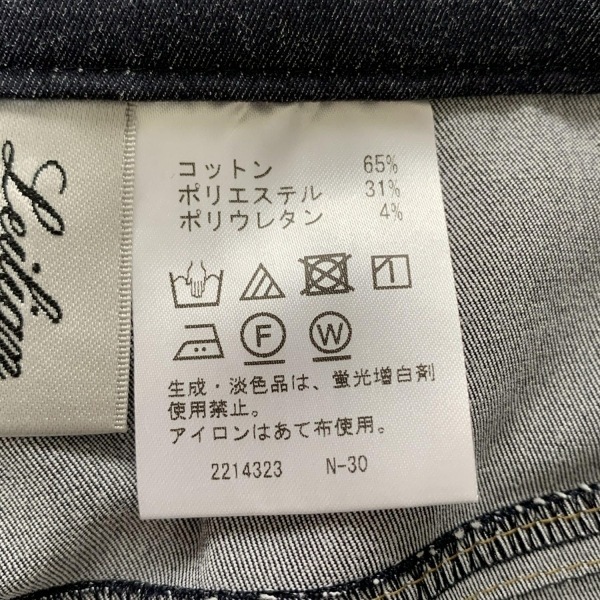 コットン 65%
ポリエステル 31%
ポリウレタン 4%
F W
生成・淡色品は、蛍光増白剤
使用禁止。
アイロンはあて布使用。
2214323 N-30